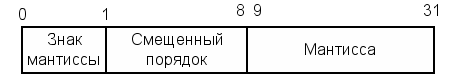 0 1 8 9 31
Знак мантиссы
Смещенный порядок
Мантисса